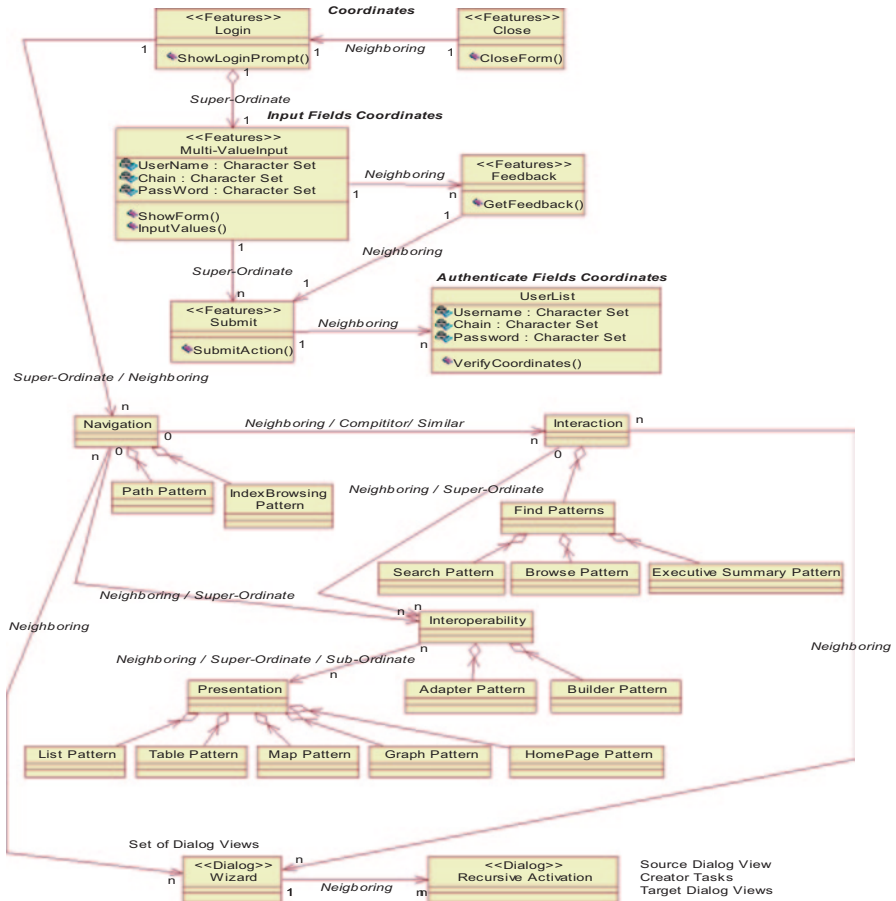 Coordinates
<<Features>>
Login
ShowLoginPrompt()
1
1
1
Neighboring
1
<<Features>>
Close
CloseForm()
Super-Ordinate
1
Input Fields Coordinates
<<Features>>
Multi-ValueInput
UserName : Character Set
Chain : Character Set
PassWord : Character Set
ShowForm()
InputValues()
Neighboring
1
n
<<Features>>
Feedback
GetFeedback()
1
1
Neighboring
Super-Ordinate
1
n
<<Features>>
Submit
SubmitAction()
Neighboring
1
n
Authenticate Fields Coordinates
UserList
Username : Character Set
Chain : Character Set
Password : Character Set
VerifyCoordinates()
Super-Ordinate / Neighboring
n
Navigation
0
n
0
Neighboring / Compititor/ Similar
n
Interaction
n
0
Path Pattern
IndexBrowsing
Pattern
Neighboring / Super-Ordinate
Find Patterns
Search Pattern
Browse Pattern
Executive Summary Pattern
Neighboring / Super-Ordinate
n
n
Interoperability
n
Neighboring
Neighboring
Neighboring / Super-Ordinate / Sub-Ordinate
n
Presentation
Adapter Pattern
Builder Pattern
List Pattern
Table Pattern
Map Pattern
Graph Pattern
HomePage Pattern
Set of Dialog Views
n
n
<<Dialog>>
Wizard
1
Neighboring
<<Dialog>>
Recursive Activation
Source Dialog View
Creator Tasks
Target Dialog Views